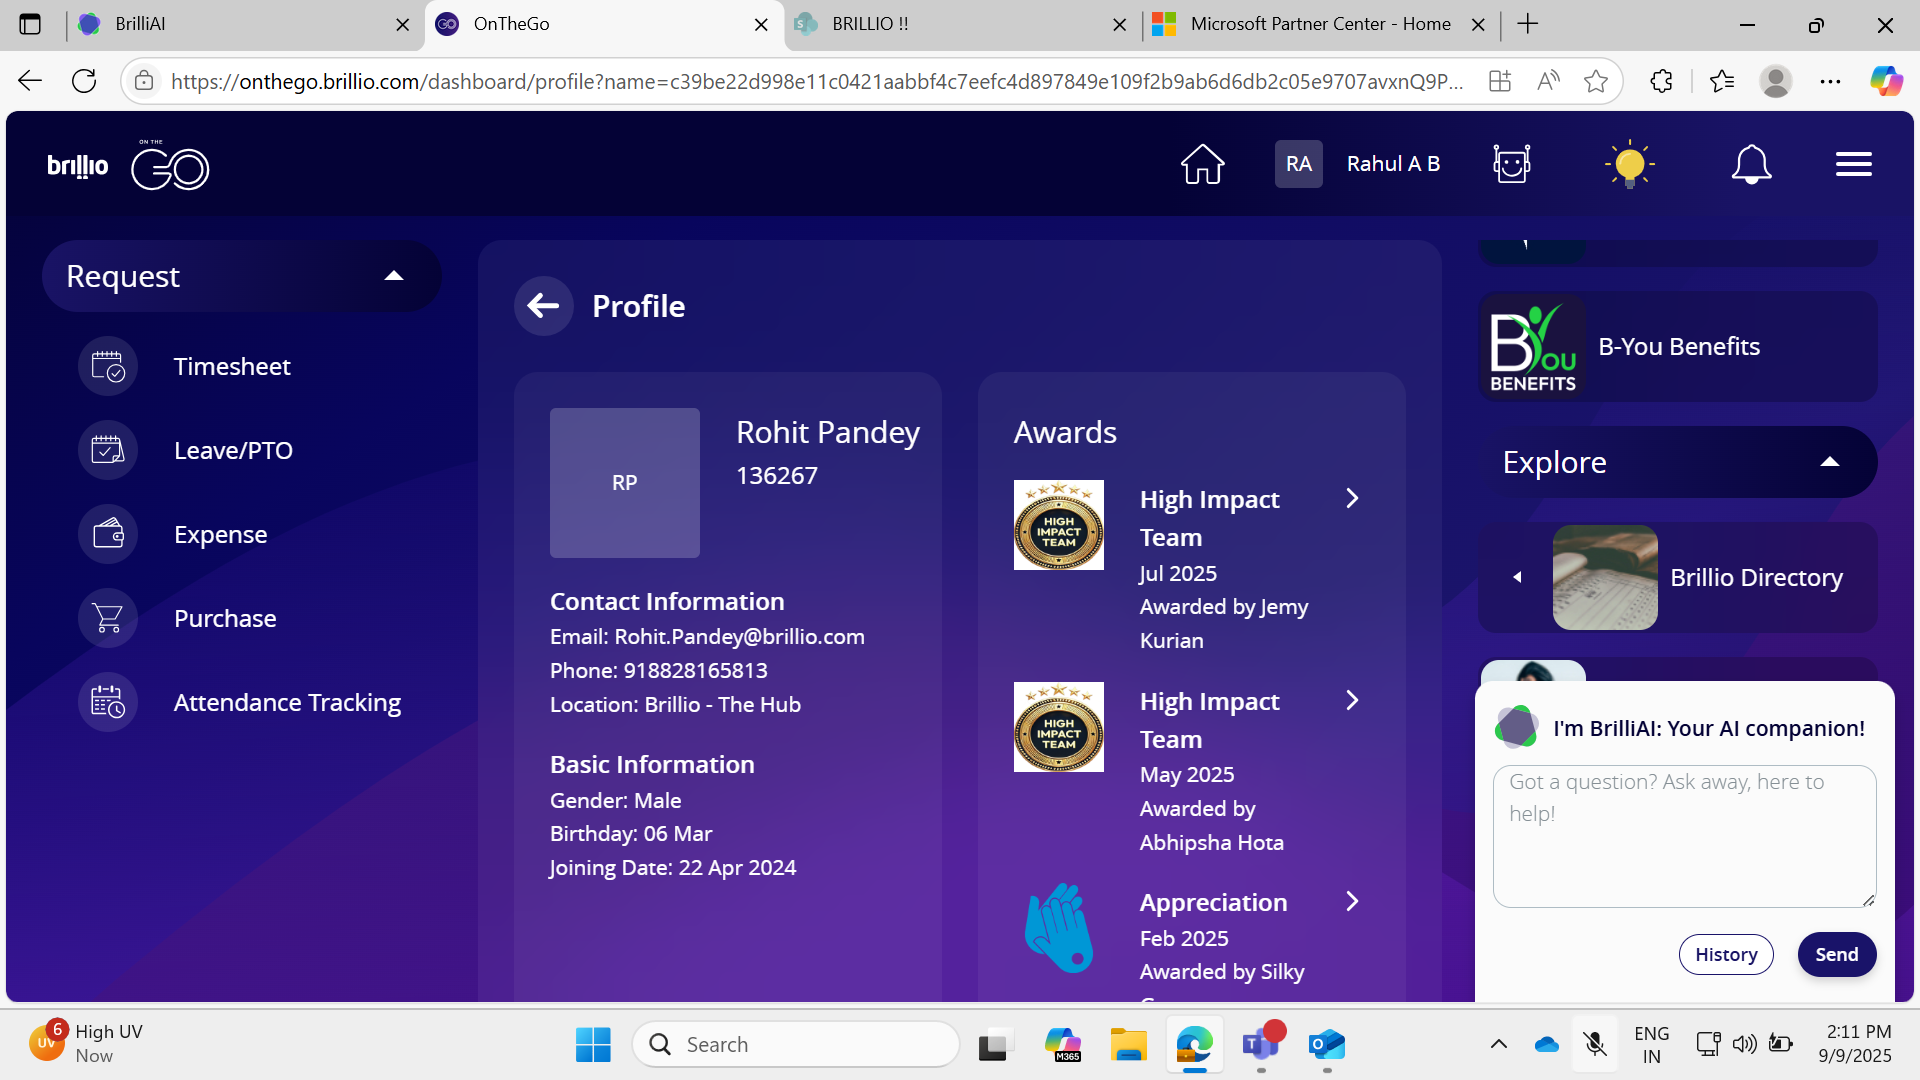 BrilliAI
OnTheGo
BRILLIO !!
Microsoft Partner Center - Home
https://onthego.brillio.com/dashboard/profile?name=c39be22d998e11c0421aabbf4c7eefc4d897849e109f2b9ab6d6db2c05e9707avxnQ9P...
brillio
ON THE
GO
RA
Rahul A B
Request
Timesheet
Leave/PTO
Expense
Purchase
Attendance Tracking
Profile
RP
Rohit Pandey
136267
Contact Information
Email: Rohit.Pandey@brillio.com
Phone: 918828165813
Location: Brillio - The Hub
Basic Information
Gender: Male
Birthday: 06 Mar
Joining Date: 22 Apr 2024
Awards
HIGH
IMPACT
TEAM
High Impact
Team
Jul 2025
Awarded by Jemy
Kurian
HIGH
IMPACT
TEAM
High Impact
Team
May 2025
Awarded by
Abhipsha Hota
Appreciation
Feb 2025
Awarded by Silky
B You
BENEFITS
B-You Benefits
Explore
Brillio Directory
I'm BrilliAI: Your AI companion!
Got a question? Ask away, here to
help!
History
Send
UV
6
High UV
Now
Search
M365
ENG
IN
2:11 PM
9/9/2025